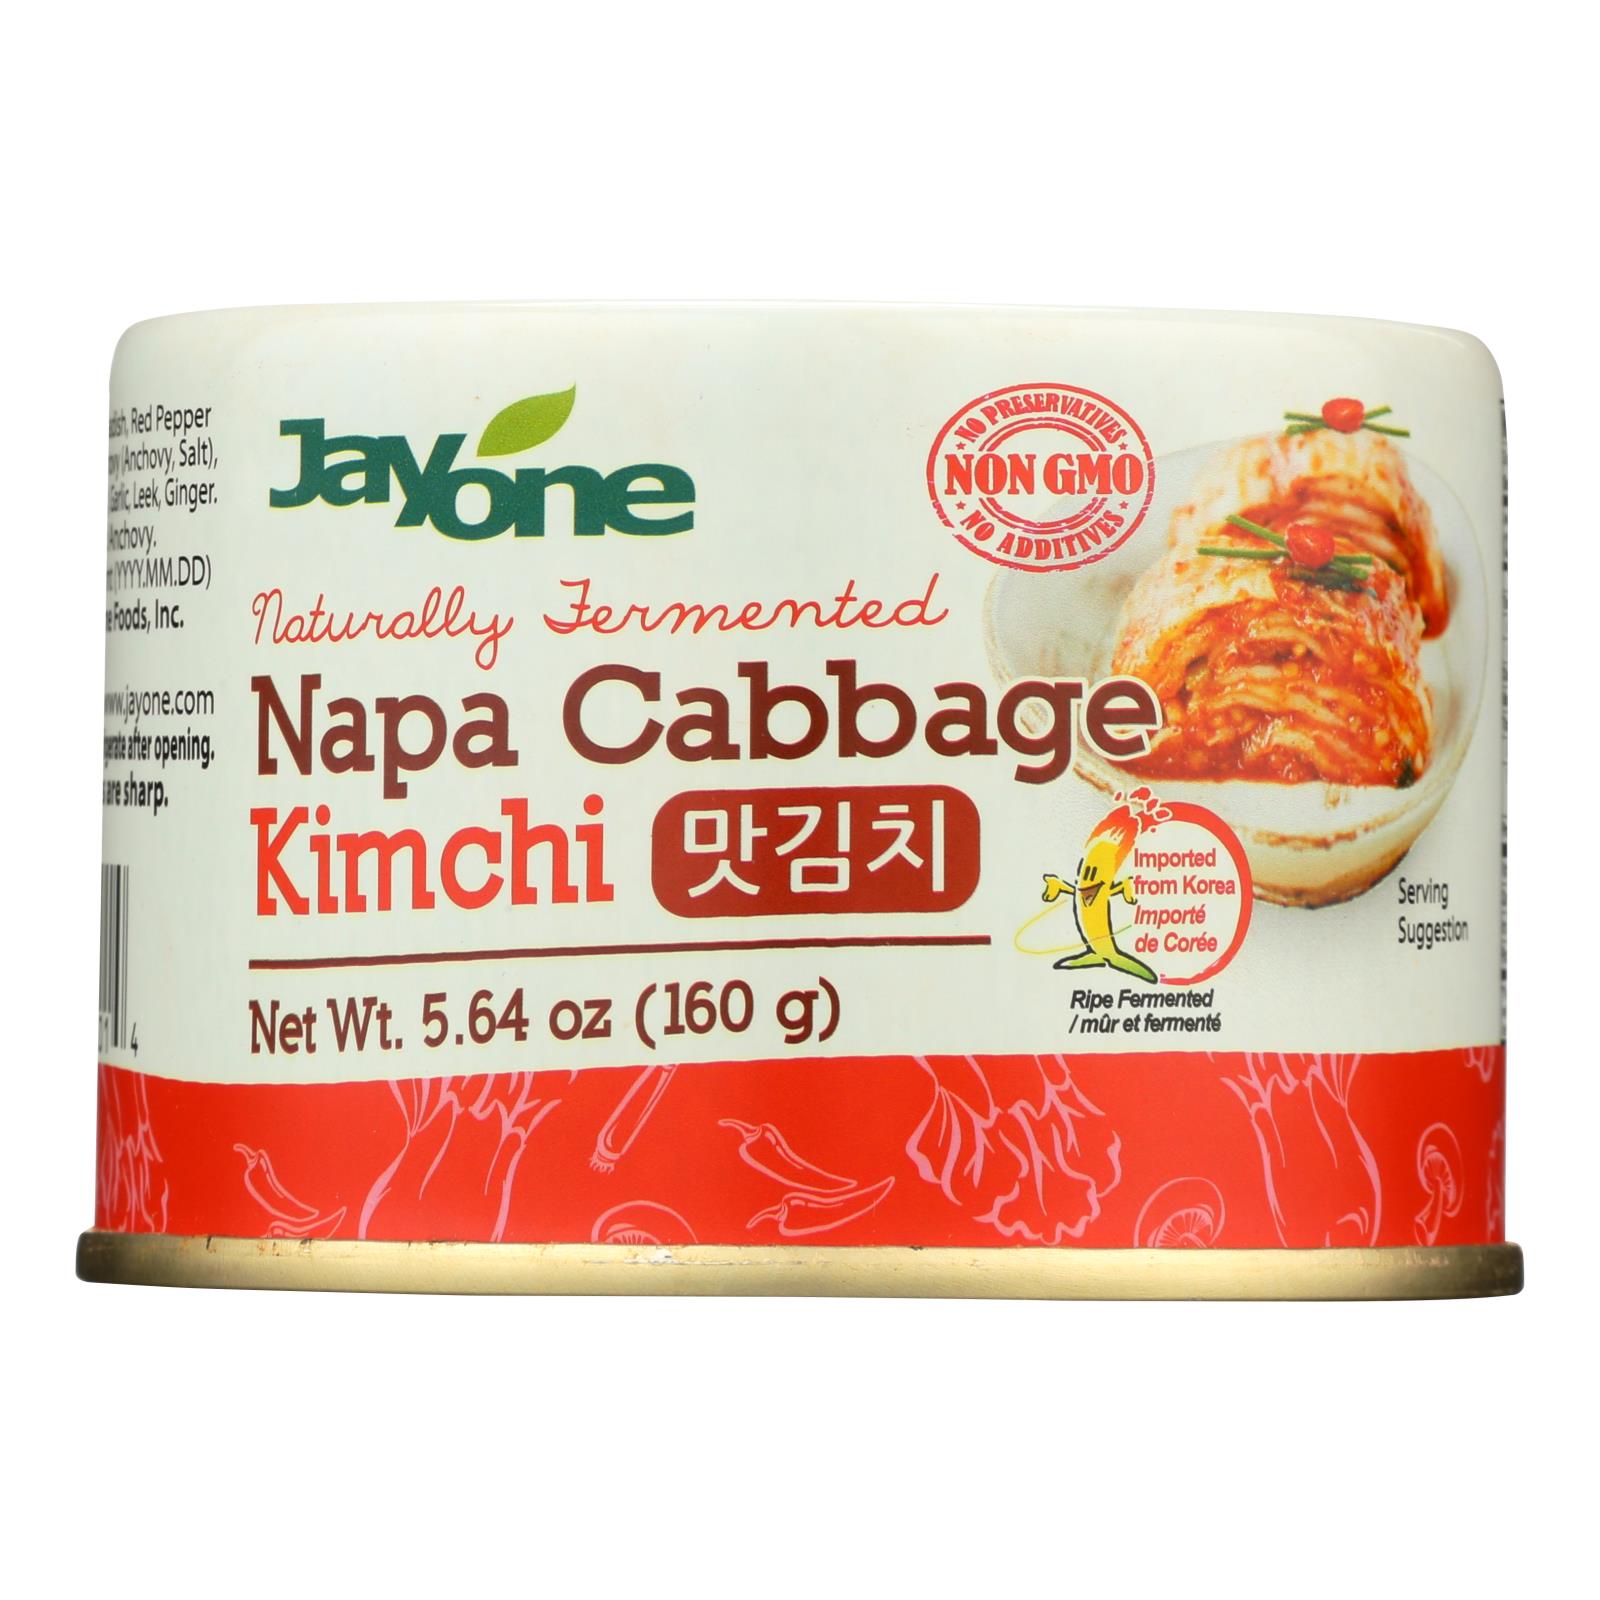 Red Pepper
(Anchovy, Salt),
Garlic, Leek, Ginger.
Anchovy.
(YYYY.MM.DD)
Foods, Inc.
www.jayone.com
after opening.
are sharp.
4
Jayone
Naturally Fermented
Napa Cabbage
Kimchi 맛김치
Net Wt. 5.64 oz (160 g)
NO PRESERVATIVES
NON GMO
NO ADDITIVES
Imported
from Korea
Importé
de Corée
Ripe Fermented
/ mûr et fermenté
Serving
Suggestion